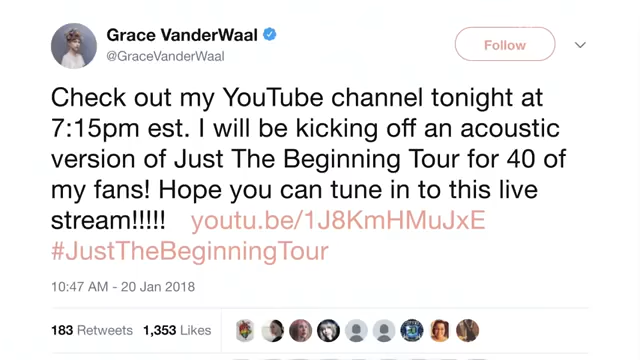 Grace VanderWaal
@GraceVanderWaal
Follow
Check out my YouTube channel tonight at
7:15pm est. I will be kicking off an acoustic
version of Just The Beginning Tour for 40 of
my fans! Hope you can tune in to this live
stream!!!!! youtu.be/1J8KmHMuJxE
#JustTheBeginningTour
10:47 AM - 20 Jan 2018
183 Retweets 1,353 Likes